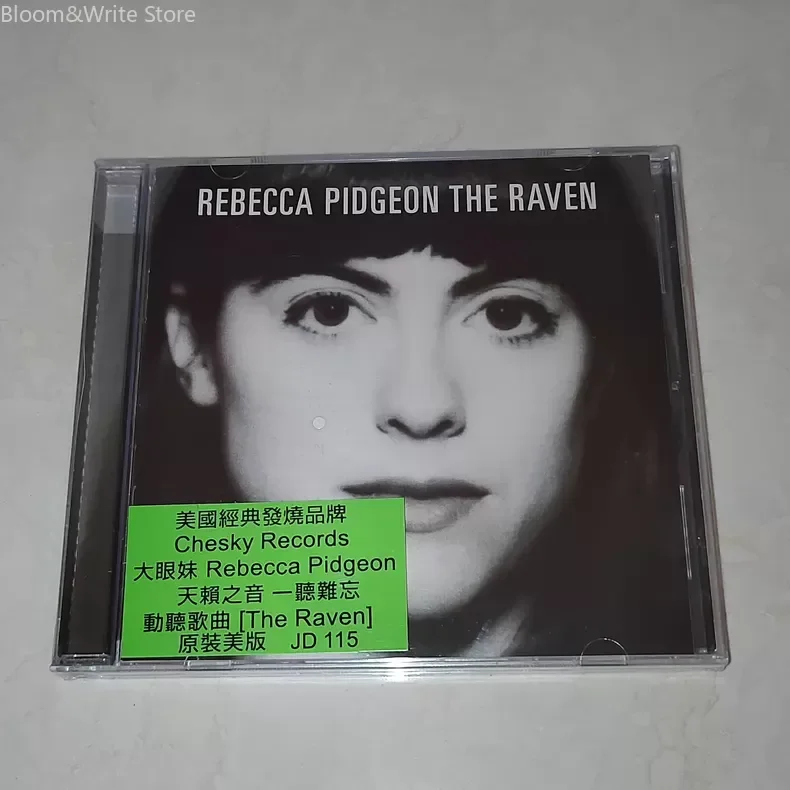 Bloom&Write Store
REBECCA PIDGEON THE RAVEN
美國經典發燒品牌
Chesky Records
大眼妹 Rebecca Pidgeon
天賴之音 一聽難忘
動聽歌曲 [The Raven]
原裝美版 JD 115